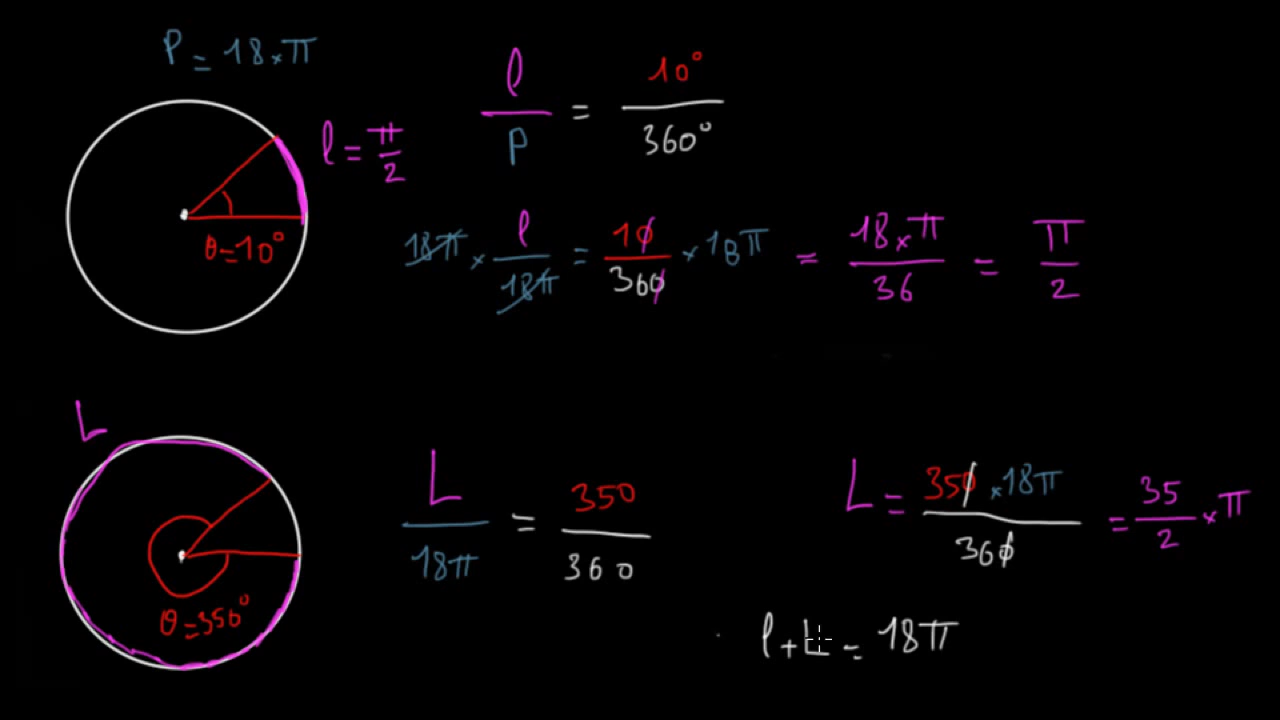 P = 18 × π
l = π/2
θ = 10°
l/P = 10°/360°
18π × l/18π = 10/360 × 18π = 18 × π/36 = π/2
L
θ = 350°
L/18π = 350/360
L = 350 × 18π/360 = 35/2 × π
l + L = 18π